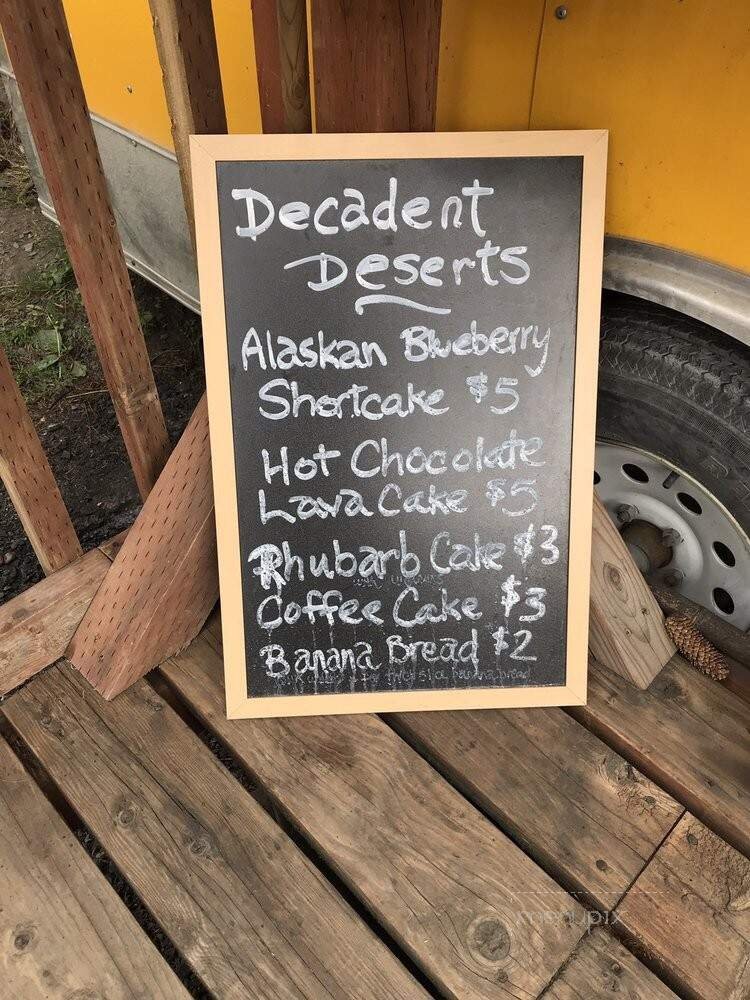 Decadent
Deserts
Alaskan Blueberry
Shortcake $5
Hot Chocolate
Lava Cake $5
Rhubarb Cake $3
Coffee Cake $3
Banana Bread $2
menupix